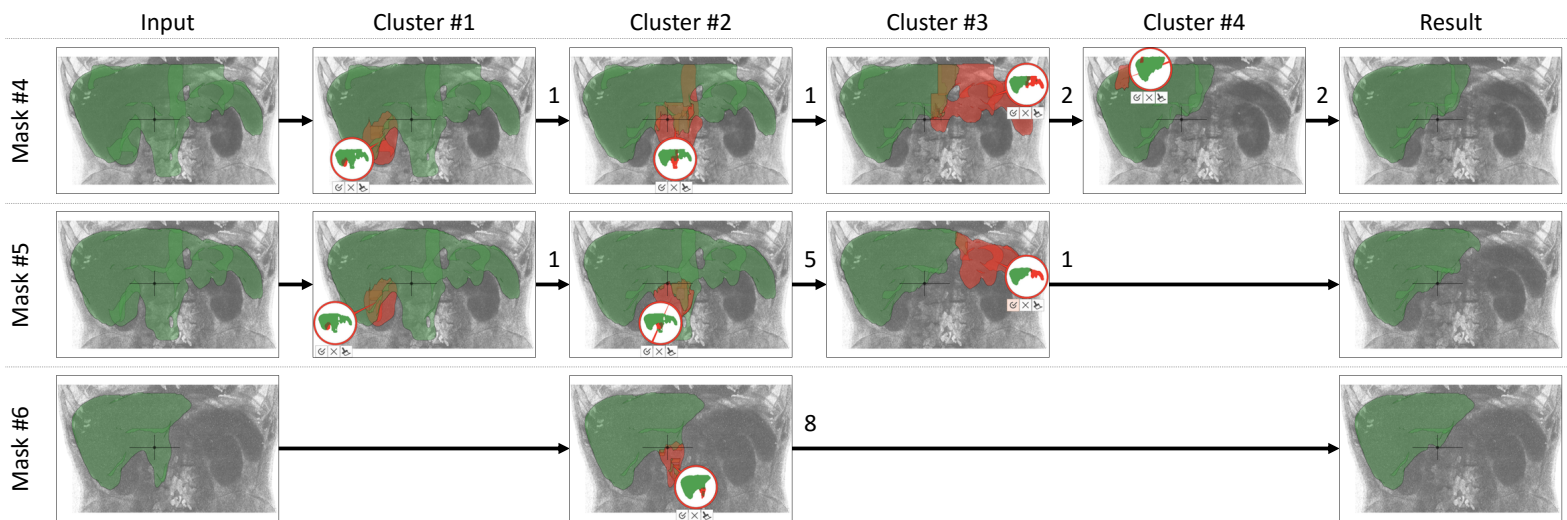 Input Cluster #1 Cluster #2 Cluster #3 Cluster #4 Result
Mask #4
1 1 2 2
Mask #5
1 5 1
Mask #6
8